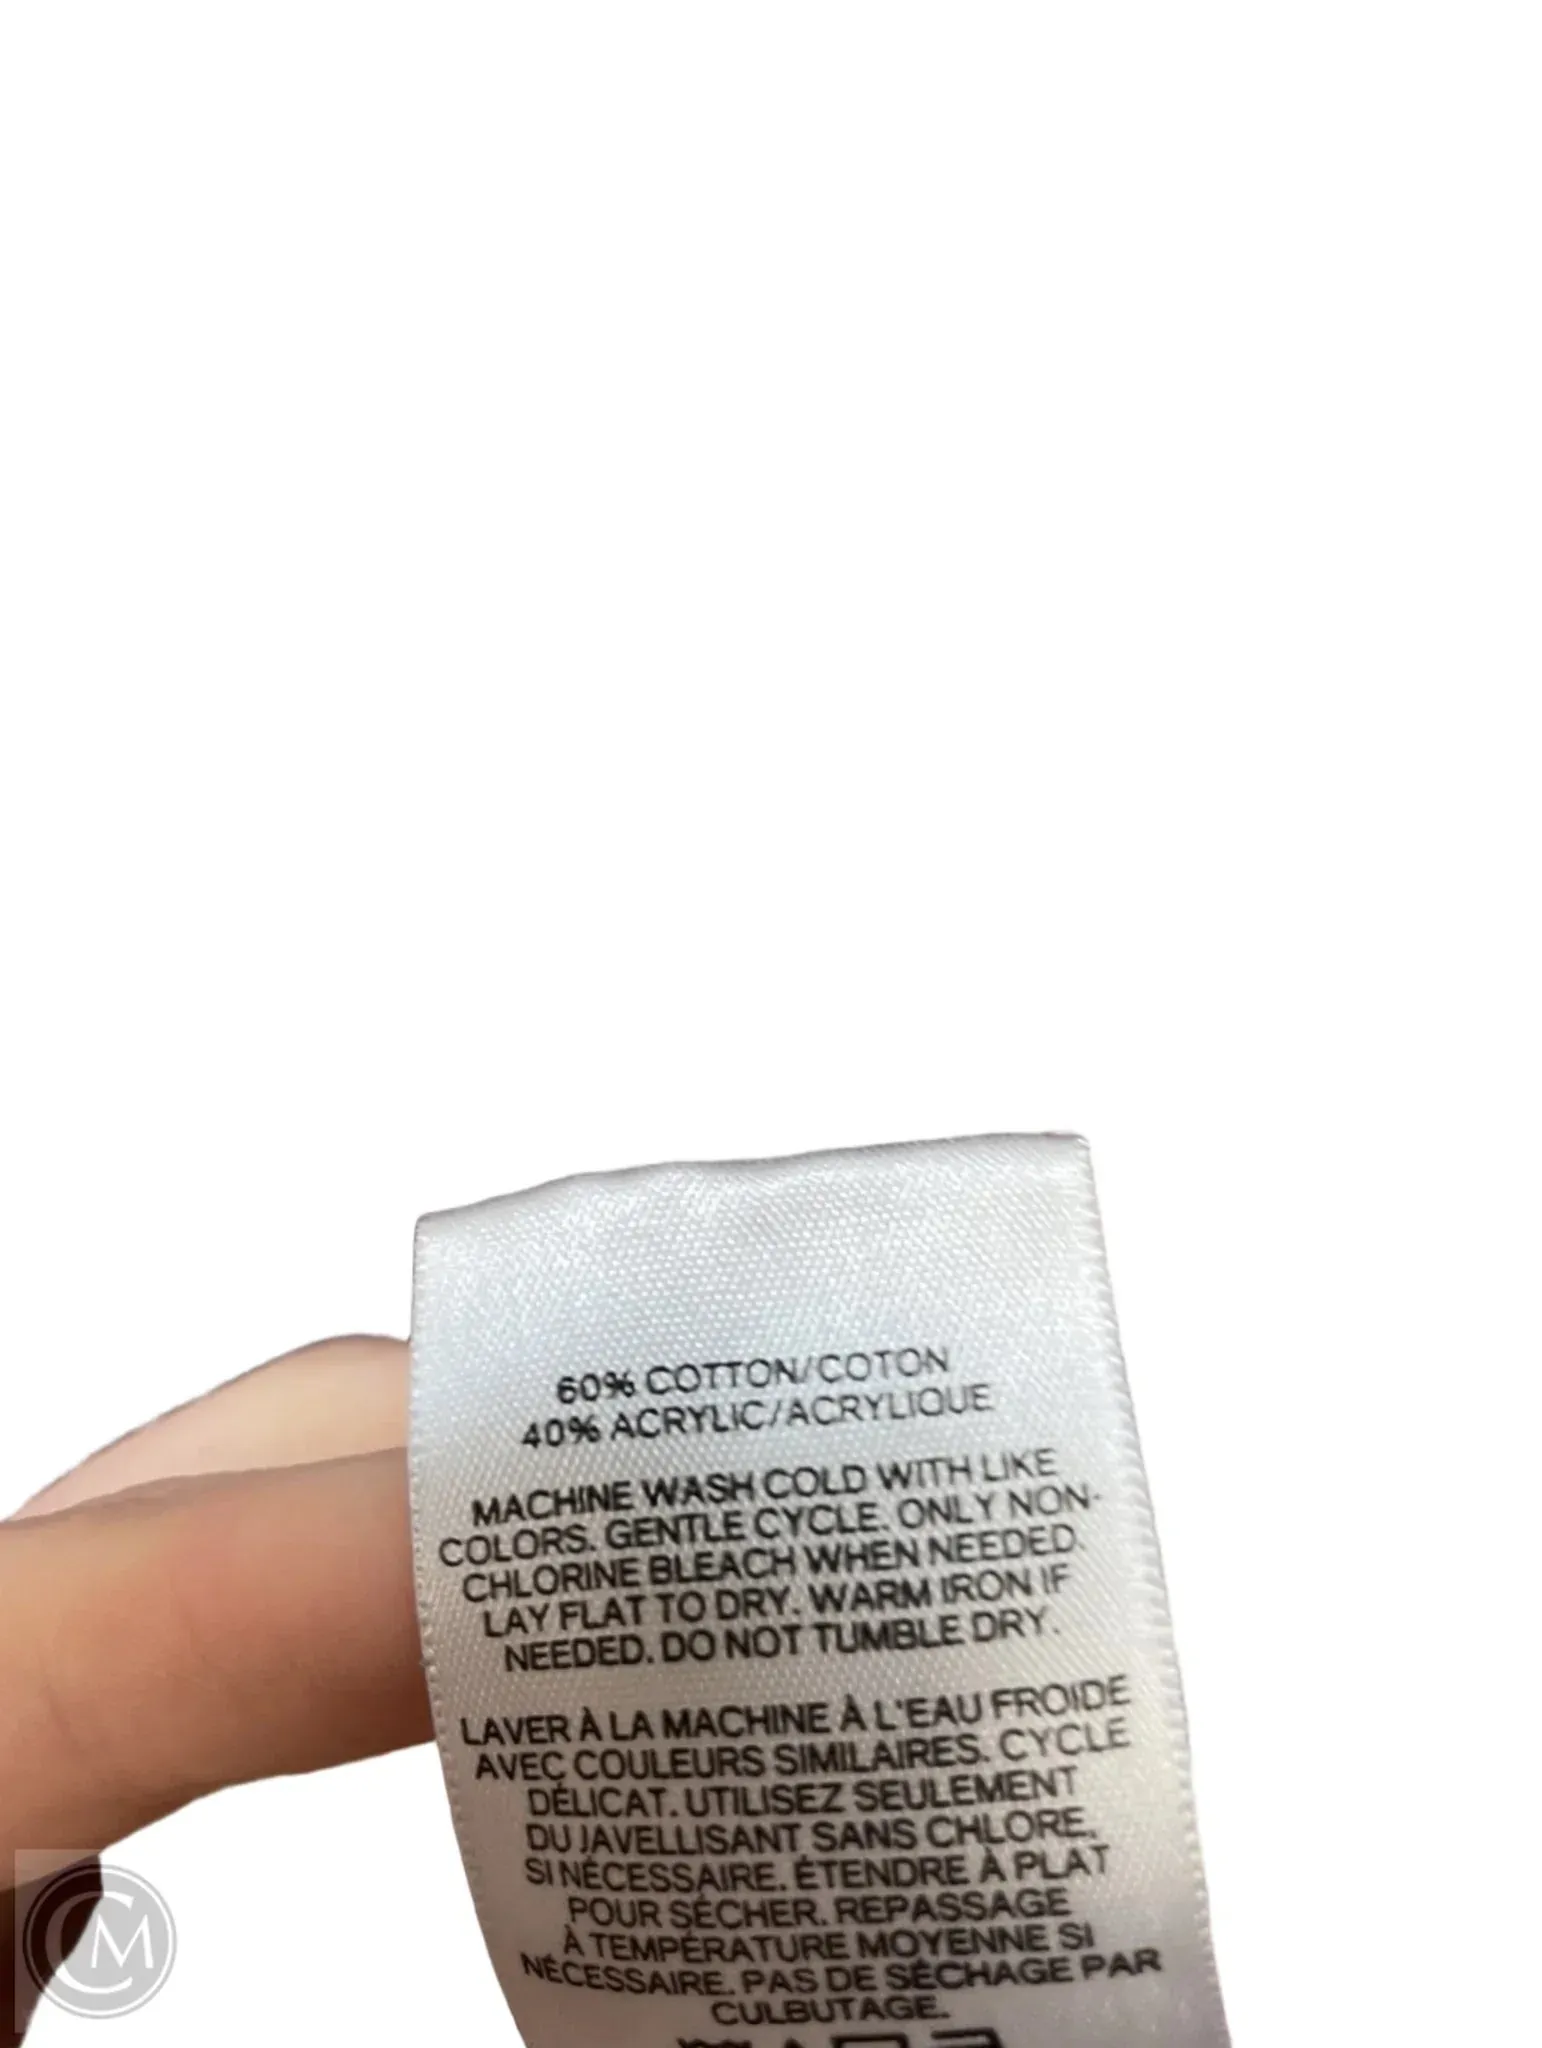 60% COTTON/COTON
40% ACRYLIC/ACRYLIQUE
MACHINE WASH COLD WITH LIKE
COLORS. GENTLE CYCLE. ONLY NON-
CHLORINE BLEACH WHEN NEEDED.
LAY FLAT TO DRY. WARM IRON IF
NEEDED. DO NOT TUMBLE DRY.
LAVER À LA MACHINE À L'EAU FROIDE
AVEC COULEURS SIMILAIRES. CYCLE
DÉLICAT. UTILISEZ SEULEMENT
DU JAVELLISANT SANS CHLORE,
SI NÉCESSAIRE. ÉTENDRE À PLAT
POUR SÉCHER. REPASSAGE
À TEMPÉRATURE MOYENNE SI
NÉCESSAIRE. PAS DE SÉCHAGE PAR
CULBUTAGE.
CM